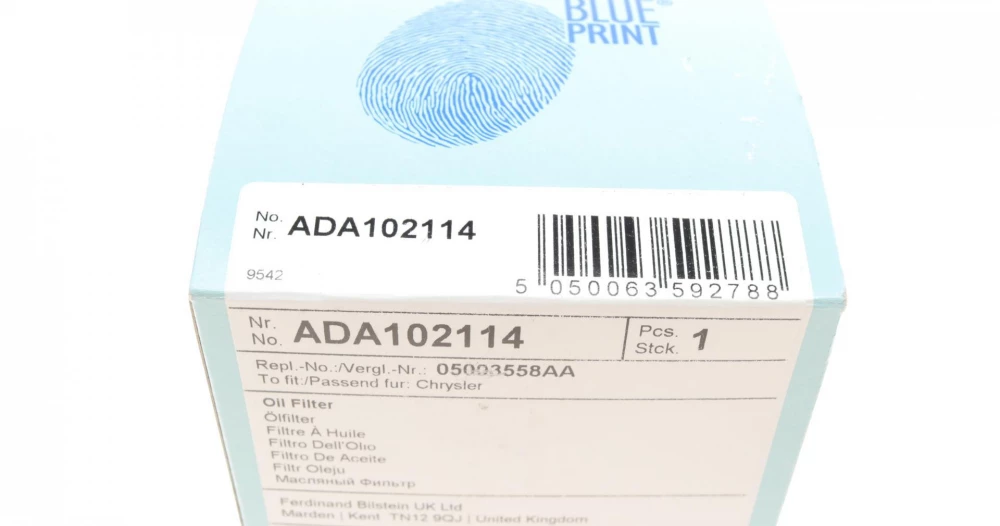 BLUE®
PRINT
No.
Nr. ADA102114
9542
5 050063 592788
Nr.
No. ADA102114
Pcs.
Stck. 1
Repl.-No.:/Vergl.-Nr.: 05003558AA
To fit:/Passend fur: Chrysler
Oil Filter
Ölfilter
Filtre À Huile
Filtro Dell'Olio
Filtro De Aceite
Filtr Oleju
Масляный Фильтр
Ferdinand Bilstein UK Ltd
Marden | Kent TN12 9QJ | United Kingdom